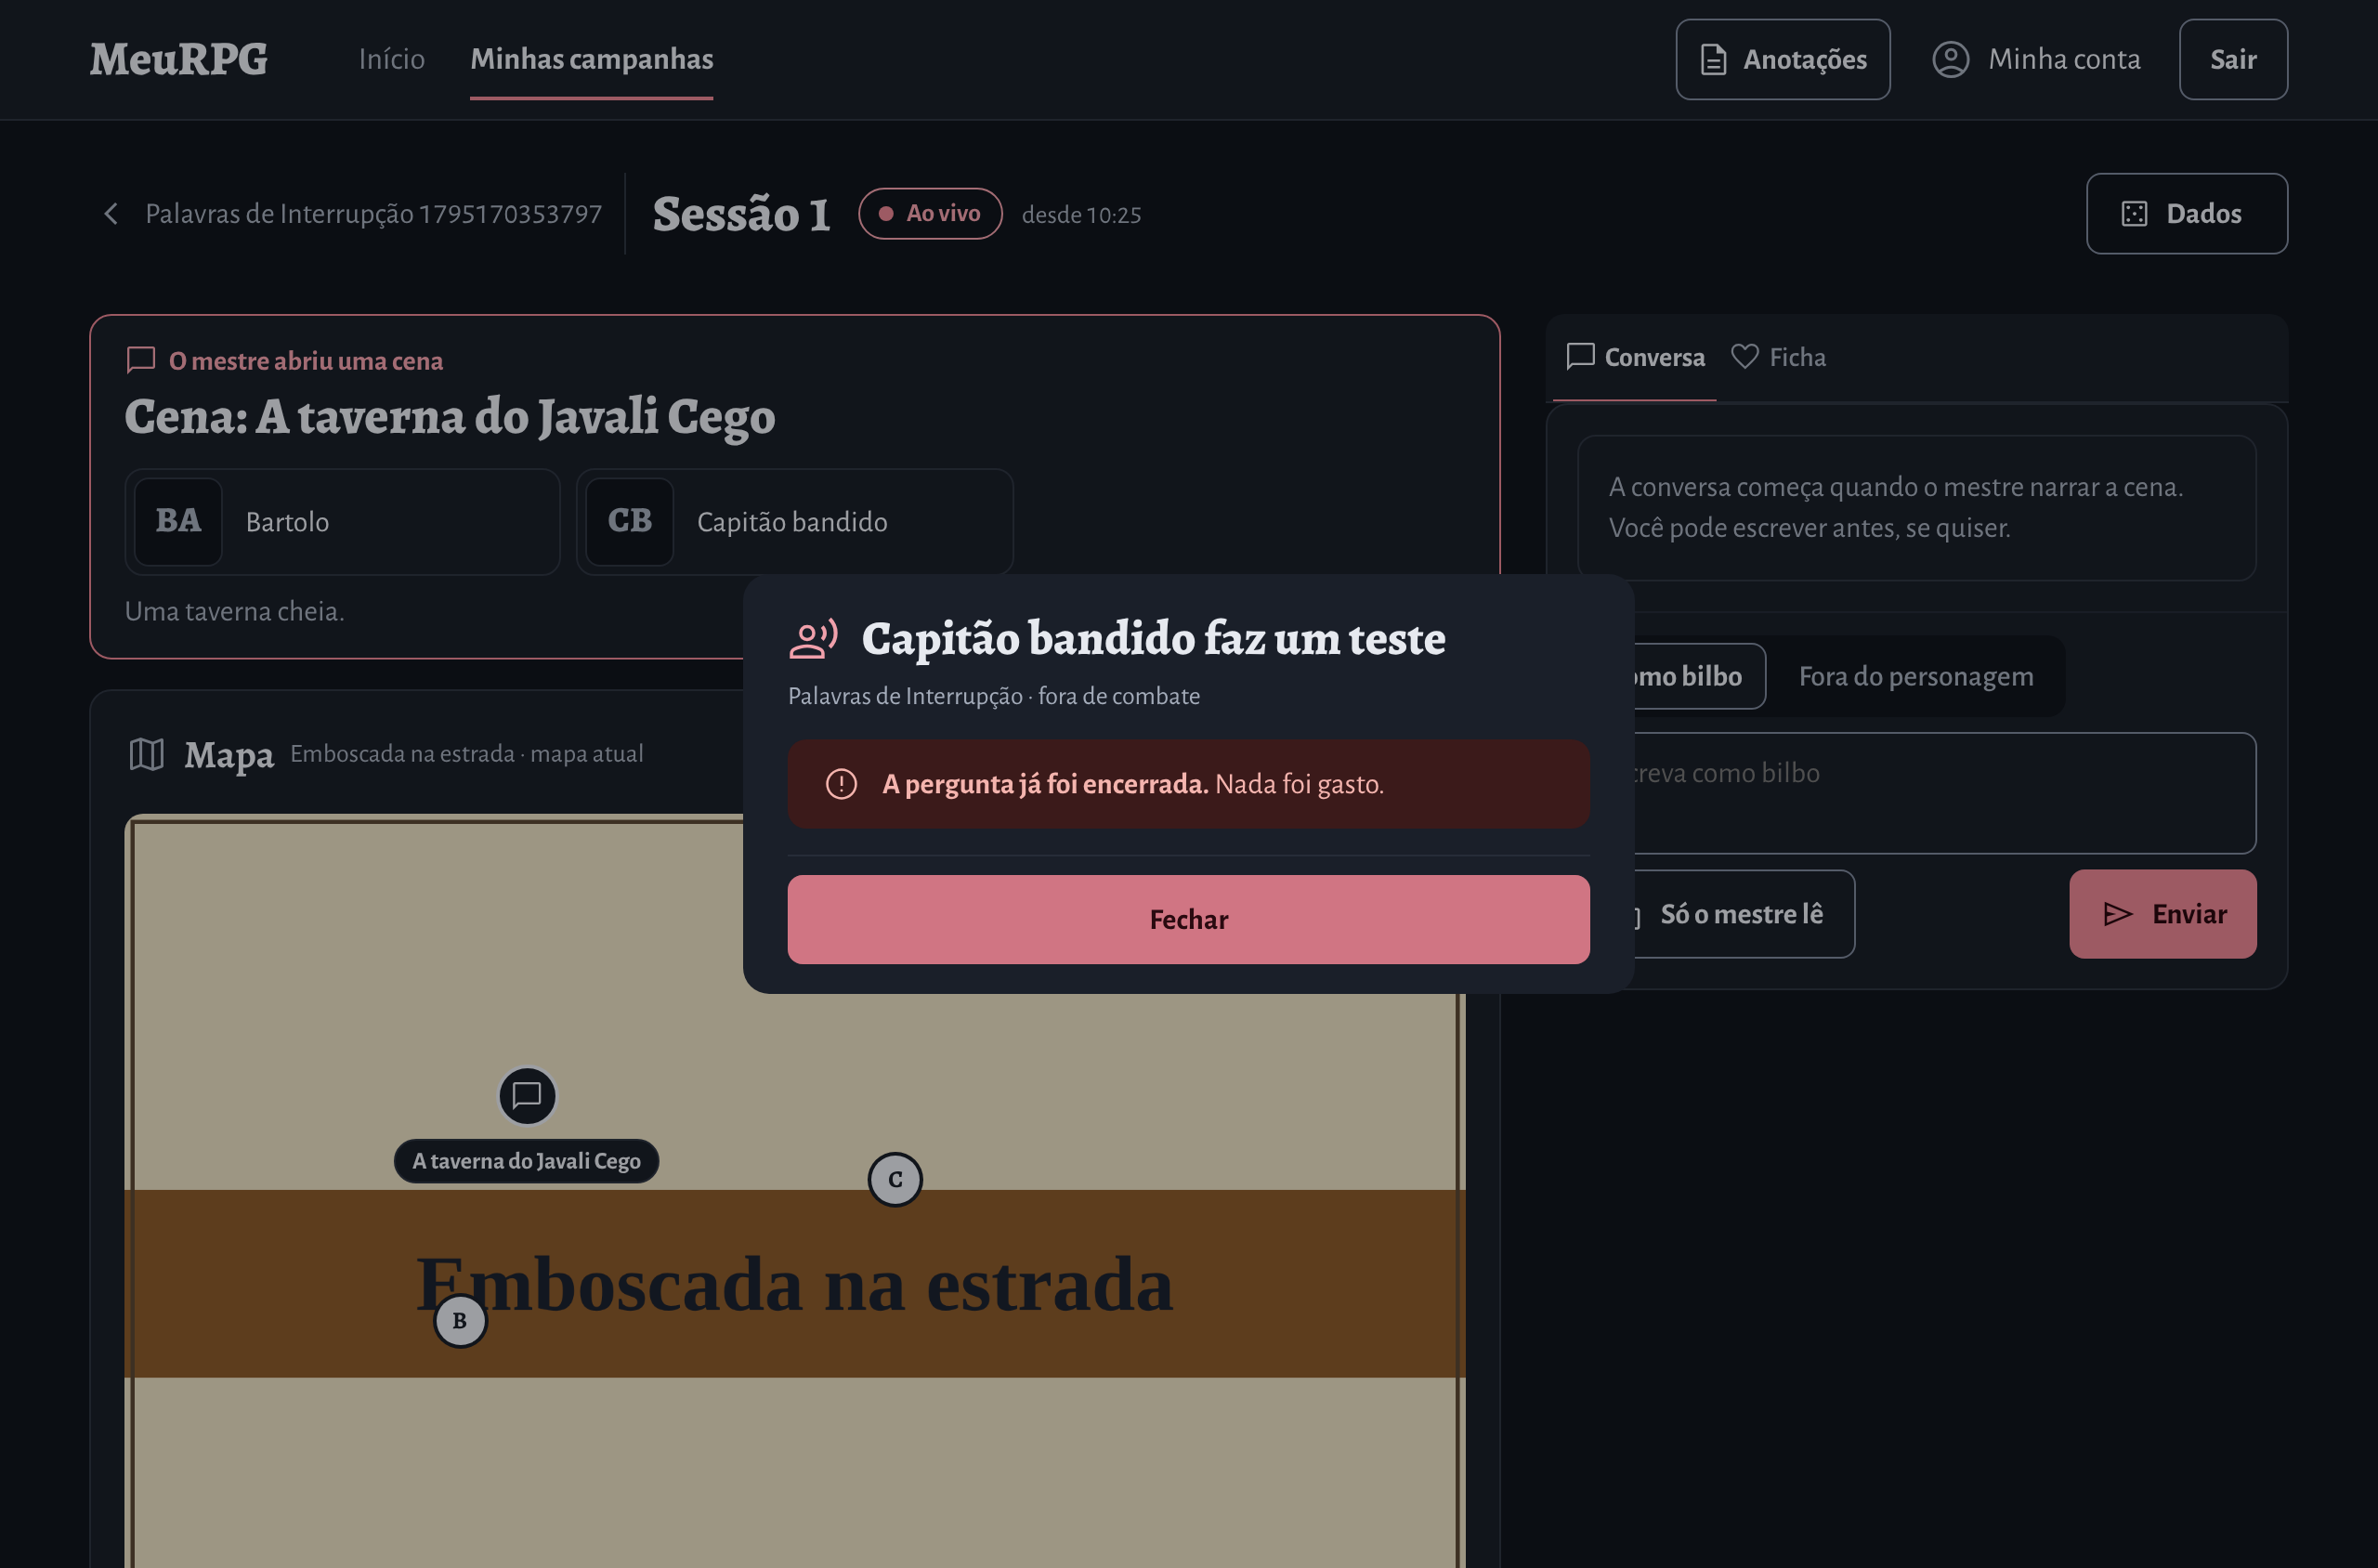 MeuRPG
Início
Minhas campanhas
Anotações
Minha conta
Sair
Palavras de Interrupção 1795170353797
Sessão 1
Ao vivo
desde 10:25
Dados
O mestre abriu uma cena
Cena: A taverna do Javali Cego
BA
Bartolo
CB
Capitão bandido
Uma taverna cheia.
Conversa
Ficha
A conversa começa quando o mestre narrar a cena.
Você pode escrever antes, se quiser.
Capitão bandido faz um teste
Palavras de Interrupção · fora de combate
A pergunta já foi encerrada. Nada foi gasto.
Fechar
bilbo
Fora do personagem
como bilbo
Só o mestre lê
Enviar
Mapa
Emboscada na estrada · mapa atual
A taverna do Javali Cego
C
Emboscada na estrada
B